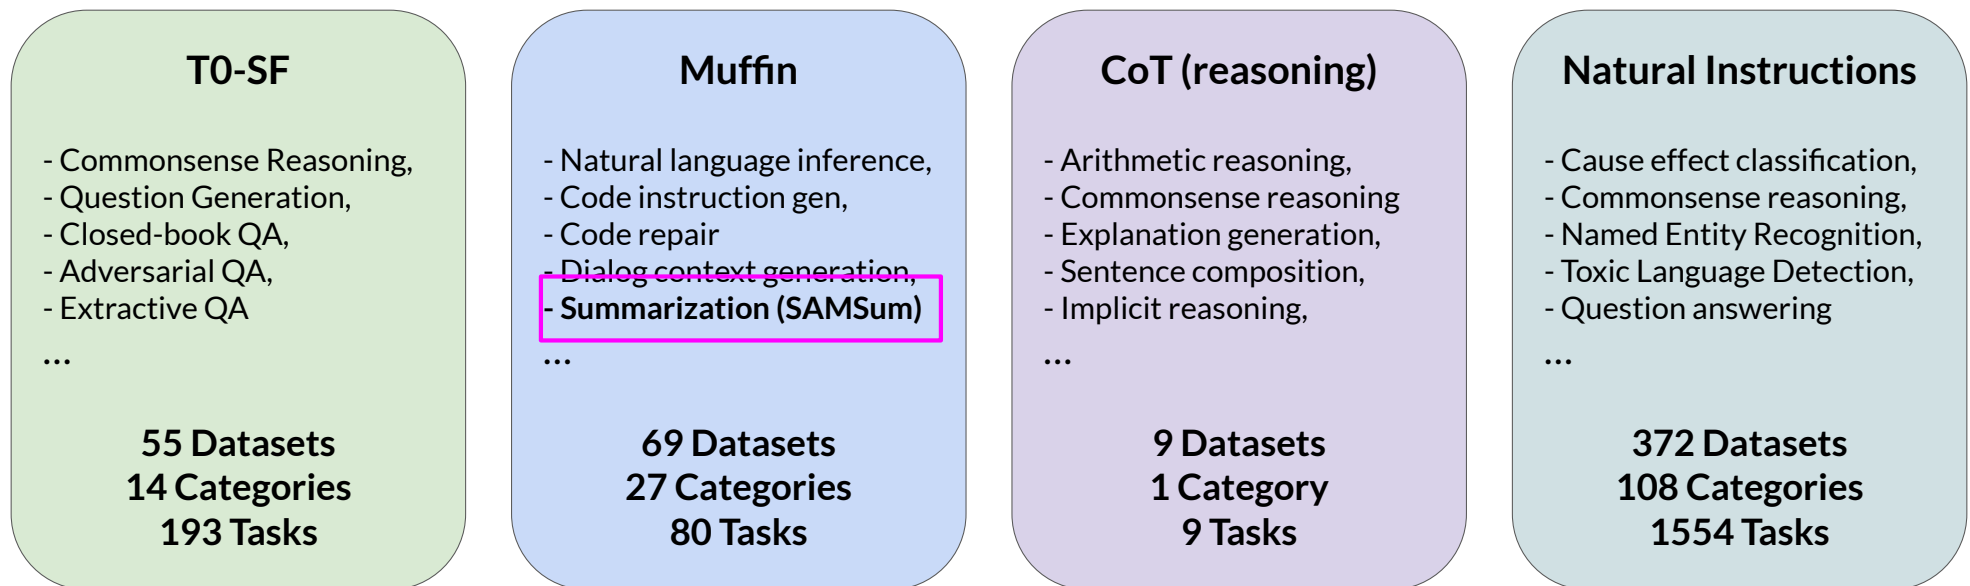 T0-SF
- Commonsense Reasoning,
- Question Generation,
- Closed-book QA,
- Adversarial QA,
- Extractive QA
...
55 Datasets
14 Categories
193 Tasks
Muffin
- Natural language inference,
- Code instruction gen,
- Code repair
- Dialog context generation,
- Summarization (SAMSum)
...
69 Datasets
27 Categories
80 Tasks
CoT (reasoning)
- Arithmetic reasoning,
- Commonsense reasoning
- Explanation generation,
- Sentence composition,
- Implicit reasoning,
...
9 Datasets
1 Category
9 Tasks
Natural Instructions
- Cause effect classification,
- Commonsense reasoning,
- Named Entity Recognition,
- Toxic Language Detection,
- Question answering
...
372 Datasets
108 Categories
1554 Tasks